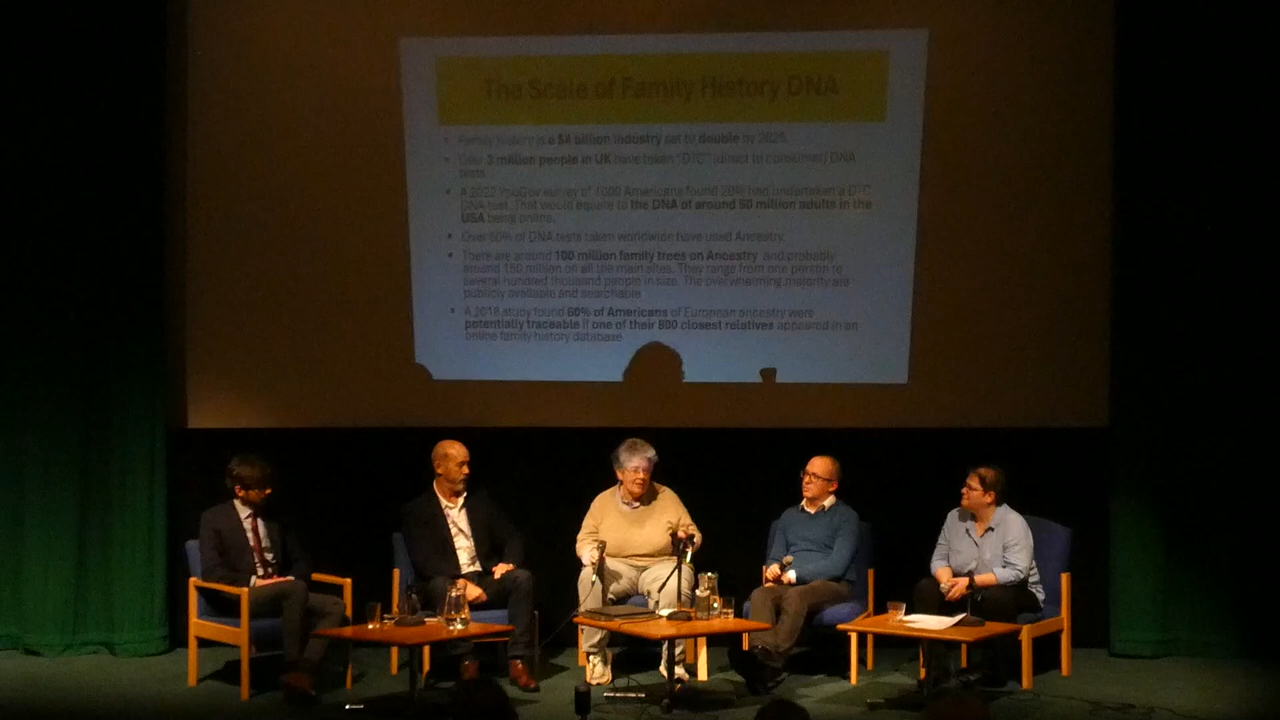 The Scale of Family History DNA
• Family history is a $4 billion industry set to double by 2025.
• Over 3 million people in UK have taken "DTC" (direct to consumer) DNA
tests
• A 2022 YouGov survey of 1000 Americans found 20% had undertaken a DTC
DNA test. That would equate to the DNA of around 50 million adults in the
USA being online.
• Over 50% of DNA tests taken worldwide have used Ancestry.
• There are around 100 million family trees on Ancestry and probably
around 150 million on all the main sites. They range from one person to
several hundred thousand people in size. The overwhelming majority are
publicly available and searchable
• A 2018 study found 60% of Americans of European ancestry were
potentially traceable if one of their 800 closest relatives appeared in an
online family history database